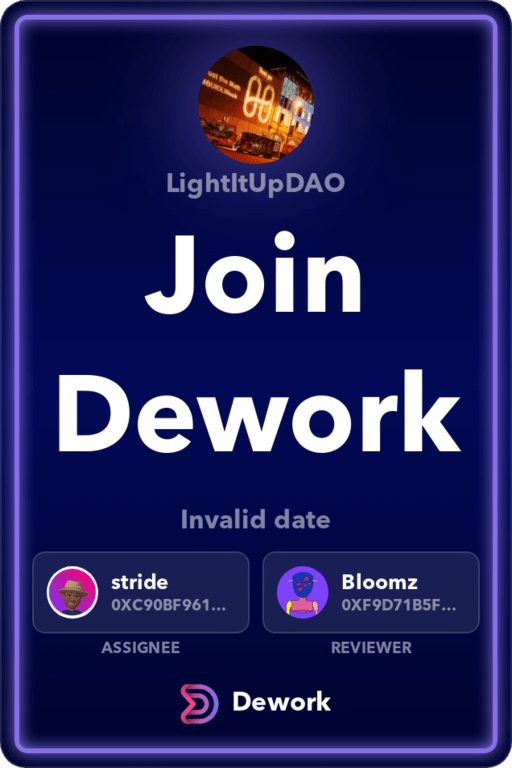 LightItUpDAO
Join
Dework
Invalid date
stride
0XC90BF961...
Bloomz
0XF9D71B5F...
ASSIGNEE
REVIEWER
Dework